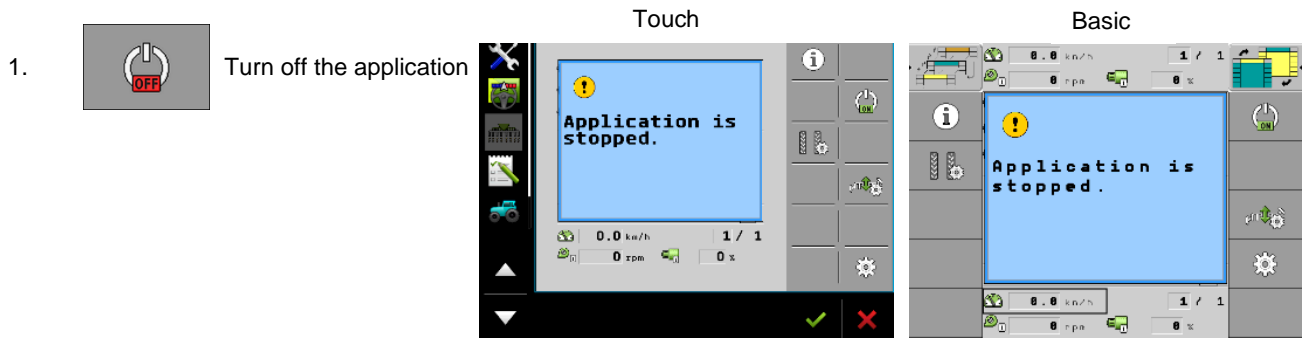 Touch
Basic
1.
OFF
Turn off the application
Application is
stopped.
0.0 km/h
1 / 1
0 rpm
0 %
i
ON
0.0 km/h
1 / 1
0 rpm
0 %
i
ON
Application is
stopped.
0.0 km/h
1 / 1
0 rpm
0 %